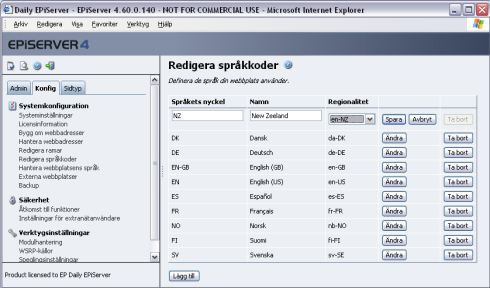 Daily EPiServer - EPiServer 4.60.0.140 - NOT FOR COMMERCIAL USE - Microsoft Internet Explorer
Arkiv Redigera Visa Favoriter Verktyg Hjälp
EPISERVER 4
Admin Konfig Sidtyp
Systemkonfiguration
Systeminställningar
Licensinformation
Bygg om webbadresser
Hantera webbadresser
Redigera ramar
Redigera språkkoder
Hantera webbplatsens språk
Externa webbplatser
Backup
Säkerhet
Åtkomst till funktioner
Inställningar för extranätanvändare
Verktygsinställningar
Modulhantering
WSRP-källor
Speglingsinställningar
Product licensed to EP Daily EPiServer
Redigera språkkoder
Definera de språk din webbplats använder.
Språkets nyckel Namn Regionalitet
NZ New Zeeland en-NZ Spara Avbryt Ta bort
DK Dansk da-DK Ändra Ta bort
DE Deutsch de-DE Ändra Ta bort
EN-GB English (GB) en-GB Ändra Ta bort
EN English (US) en-US Ändra Ta bort
ES Español es-ES Ändra Ta bort
FR Français fr-FR Ändra Ta bort
NO Norsk nb-NO Ändra Ta bort
FI Suomi fi-FI Ändra Ta bort
SV Svenska sv-SE Ändra Ta bort
Lägg till